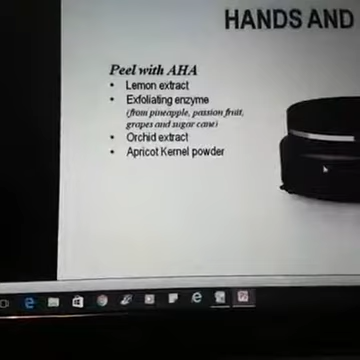 HANDS AND
Peel with AHA
• Lemon extract
• Exfoliating enzyme
(from pineapple, passion fruit,
grapes and sugar cane)
• Orchid extract
• Apricot Kernel powder